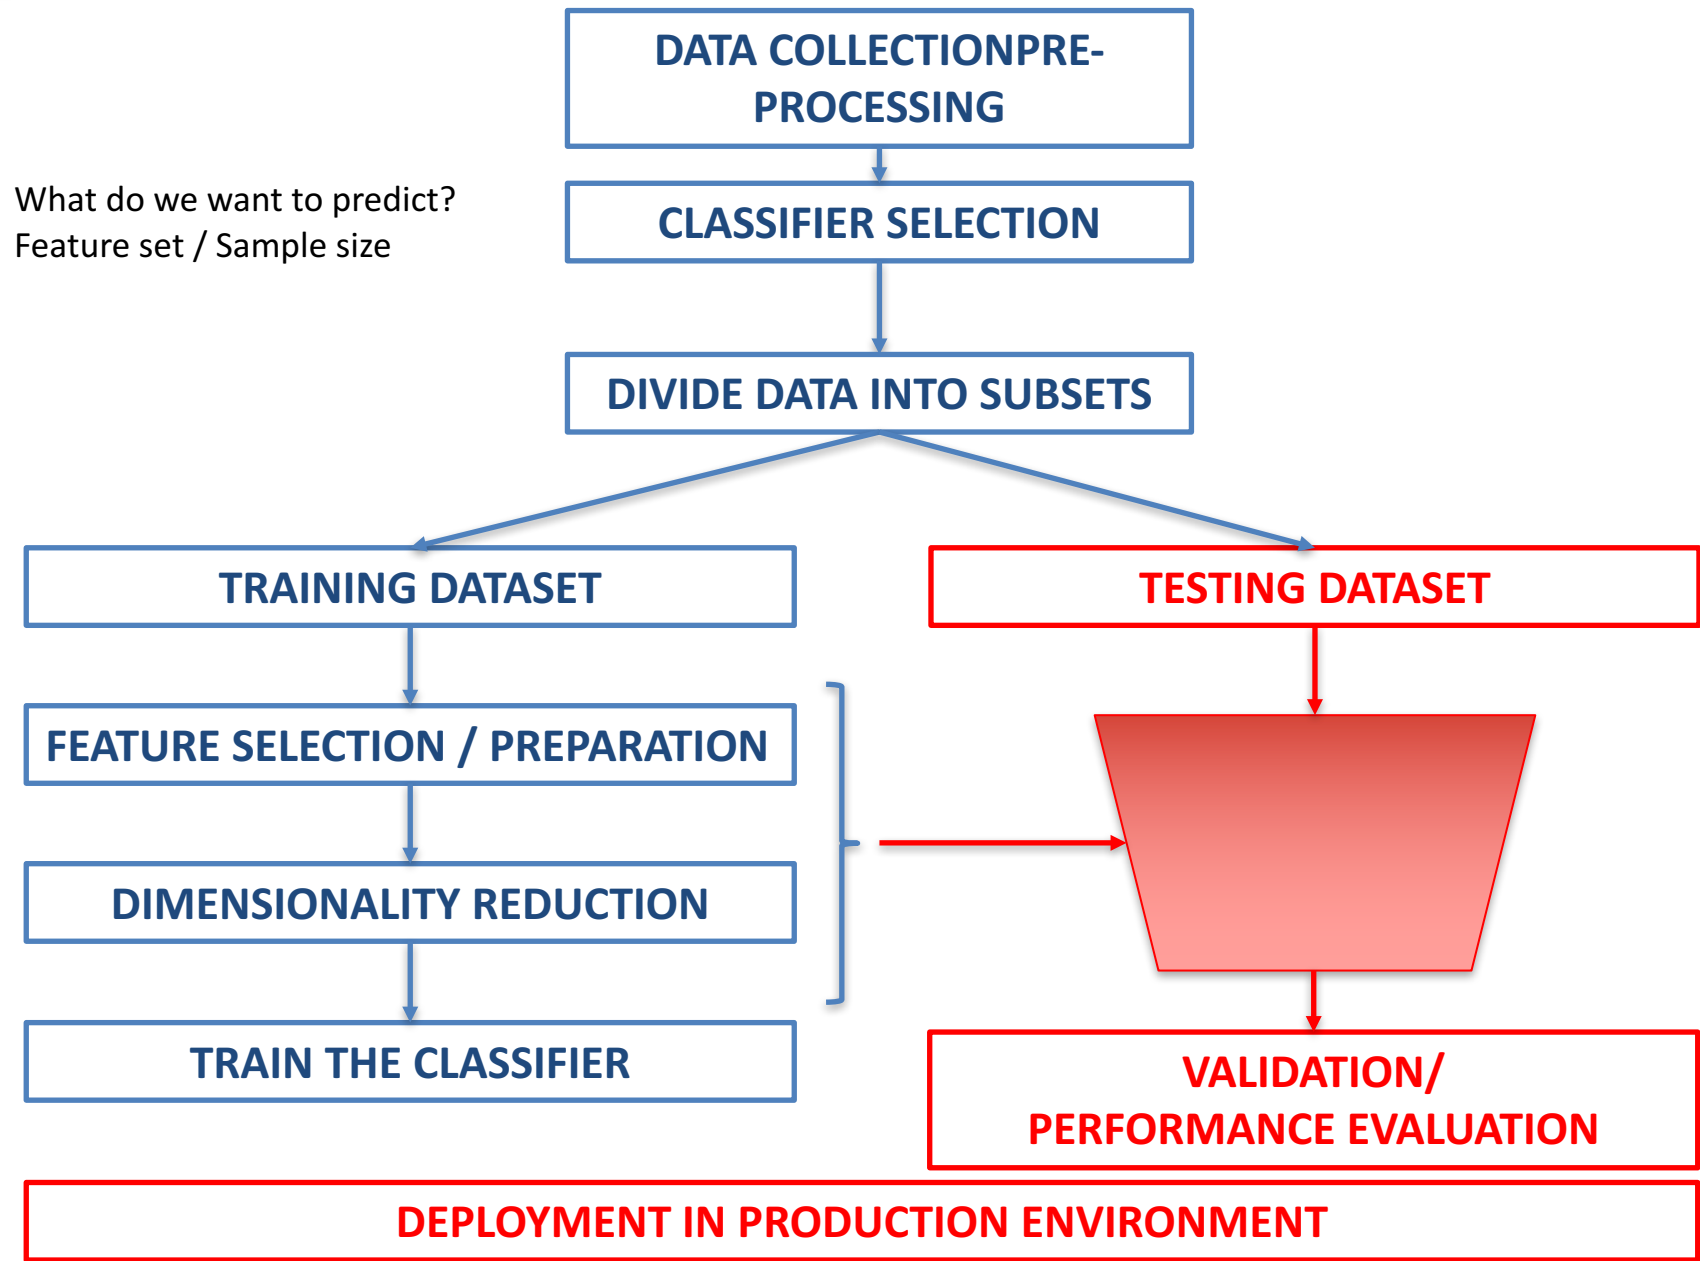 DATA COLLECTIONPRE-
PROCESSING
What do we want to predict?
Feature set / Sample size
CLASSIFIER SELECTION
DIVIDE DATA INTO SUBSETS
TRAINING DATASET
TESTING DATASET
FEATURE SELECTION / PREPARATION
DIMENSIONALITY REDUCTION
TRAIN THE CLASSIFIER
VALIDATION/
PERFORMANCE EVALUATION
DEPLOYMENT IN PRODUCTION ENVIRONMENT